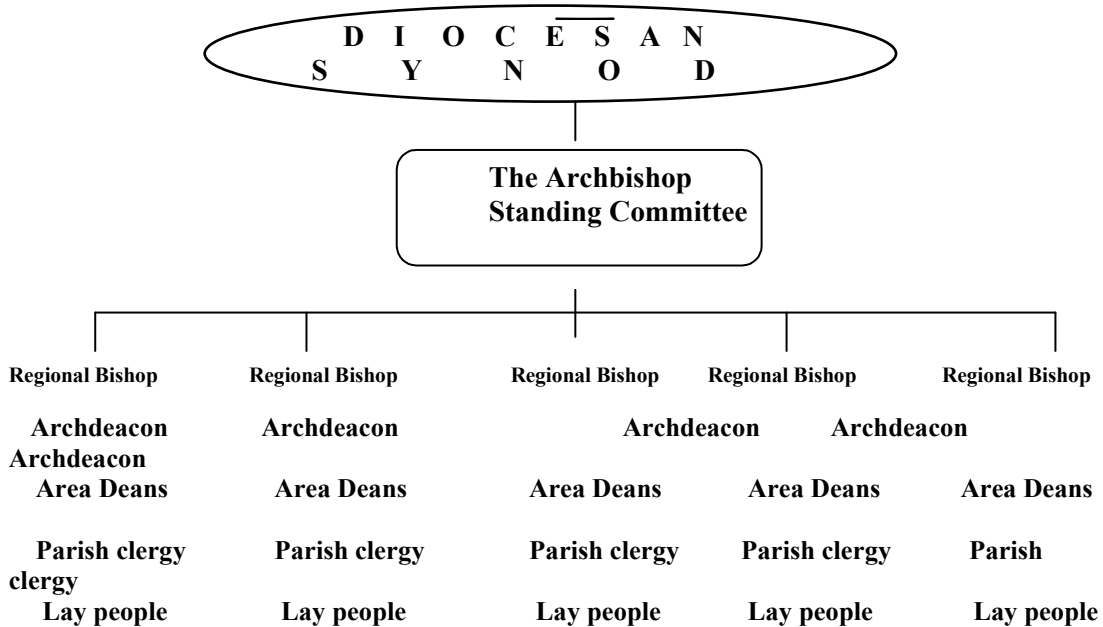 D I O C E S A N
S Y N O D
The Archbishop
Standing Committee
Regional Bishop Regional Bishop Regional Bishop Regional Bishop Regional Bishop
Archdeacon Archdeacon Archdeacon Archdeacon
Archdeacon
Area Deans Area Deans Area Deans Area Deans Area Deans
Parish clergy Parish clergy Parish clergy Parish clergy Parish
clergy
Lay people Lay people Lay people Lay people Lay people